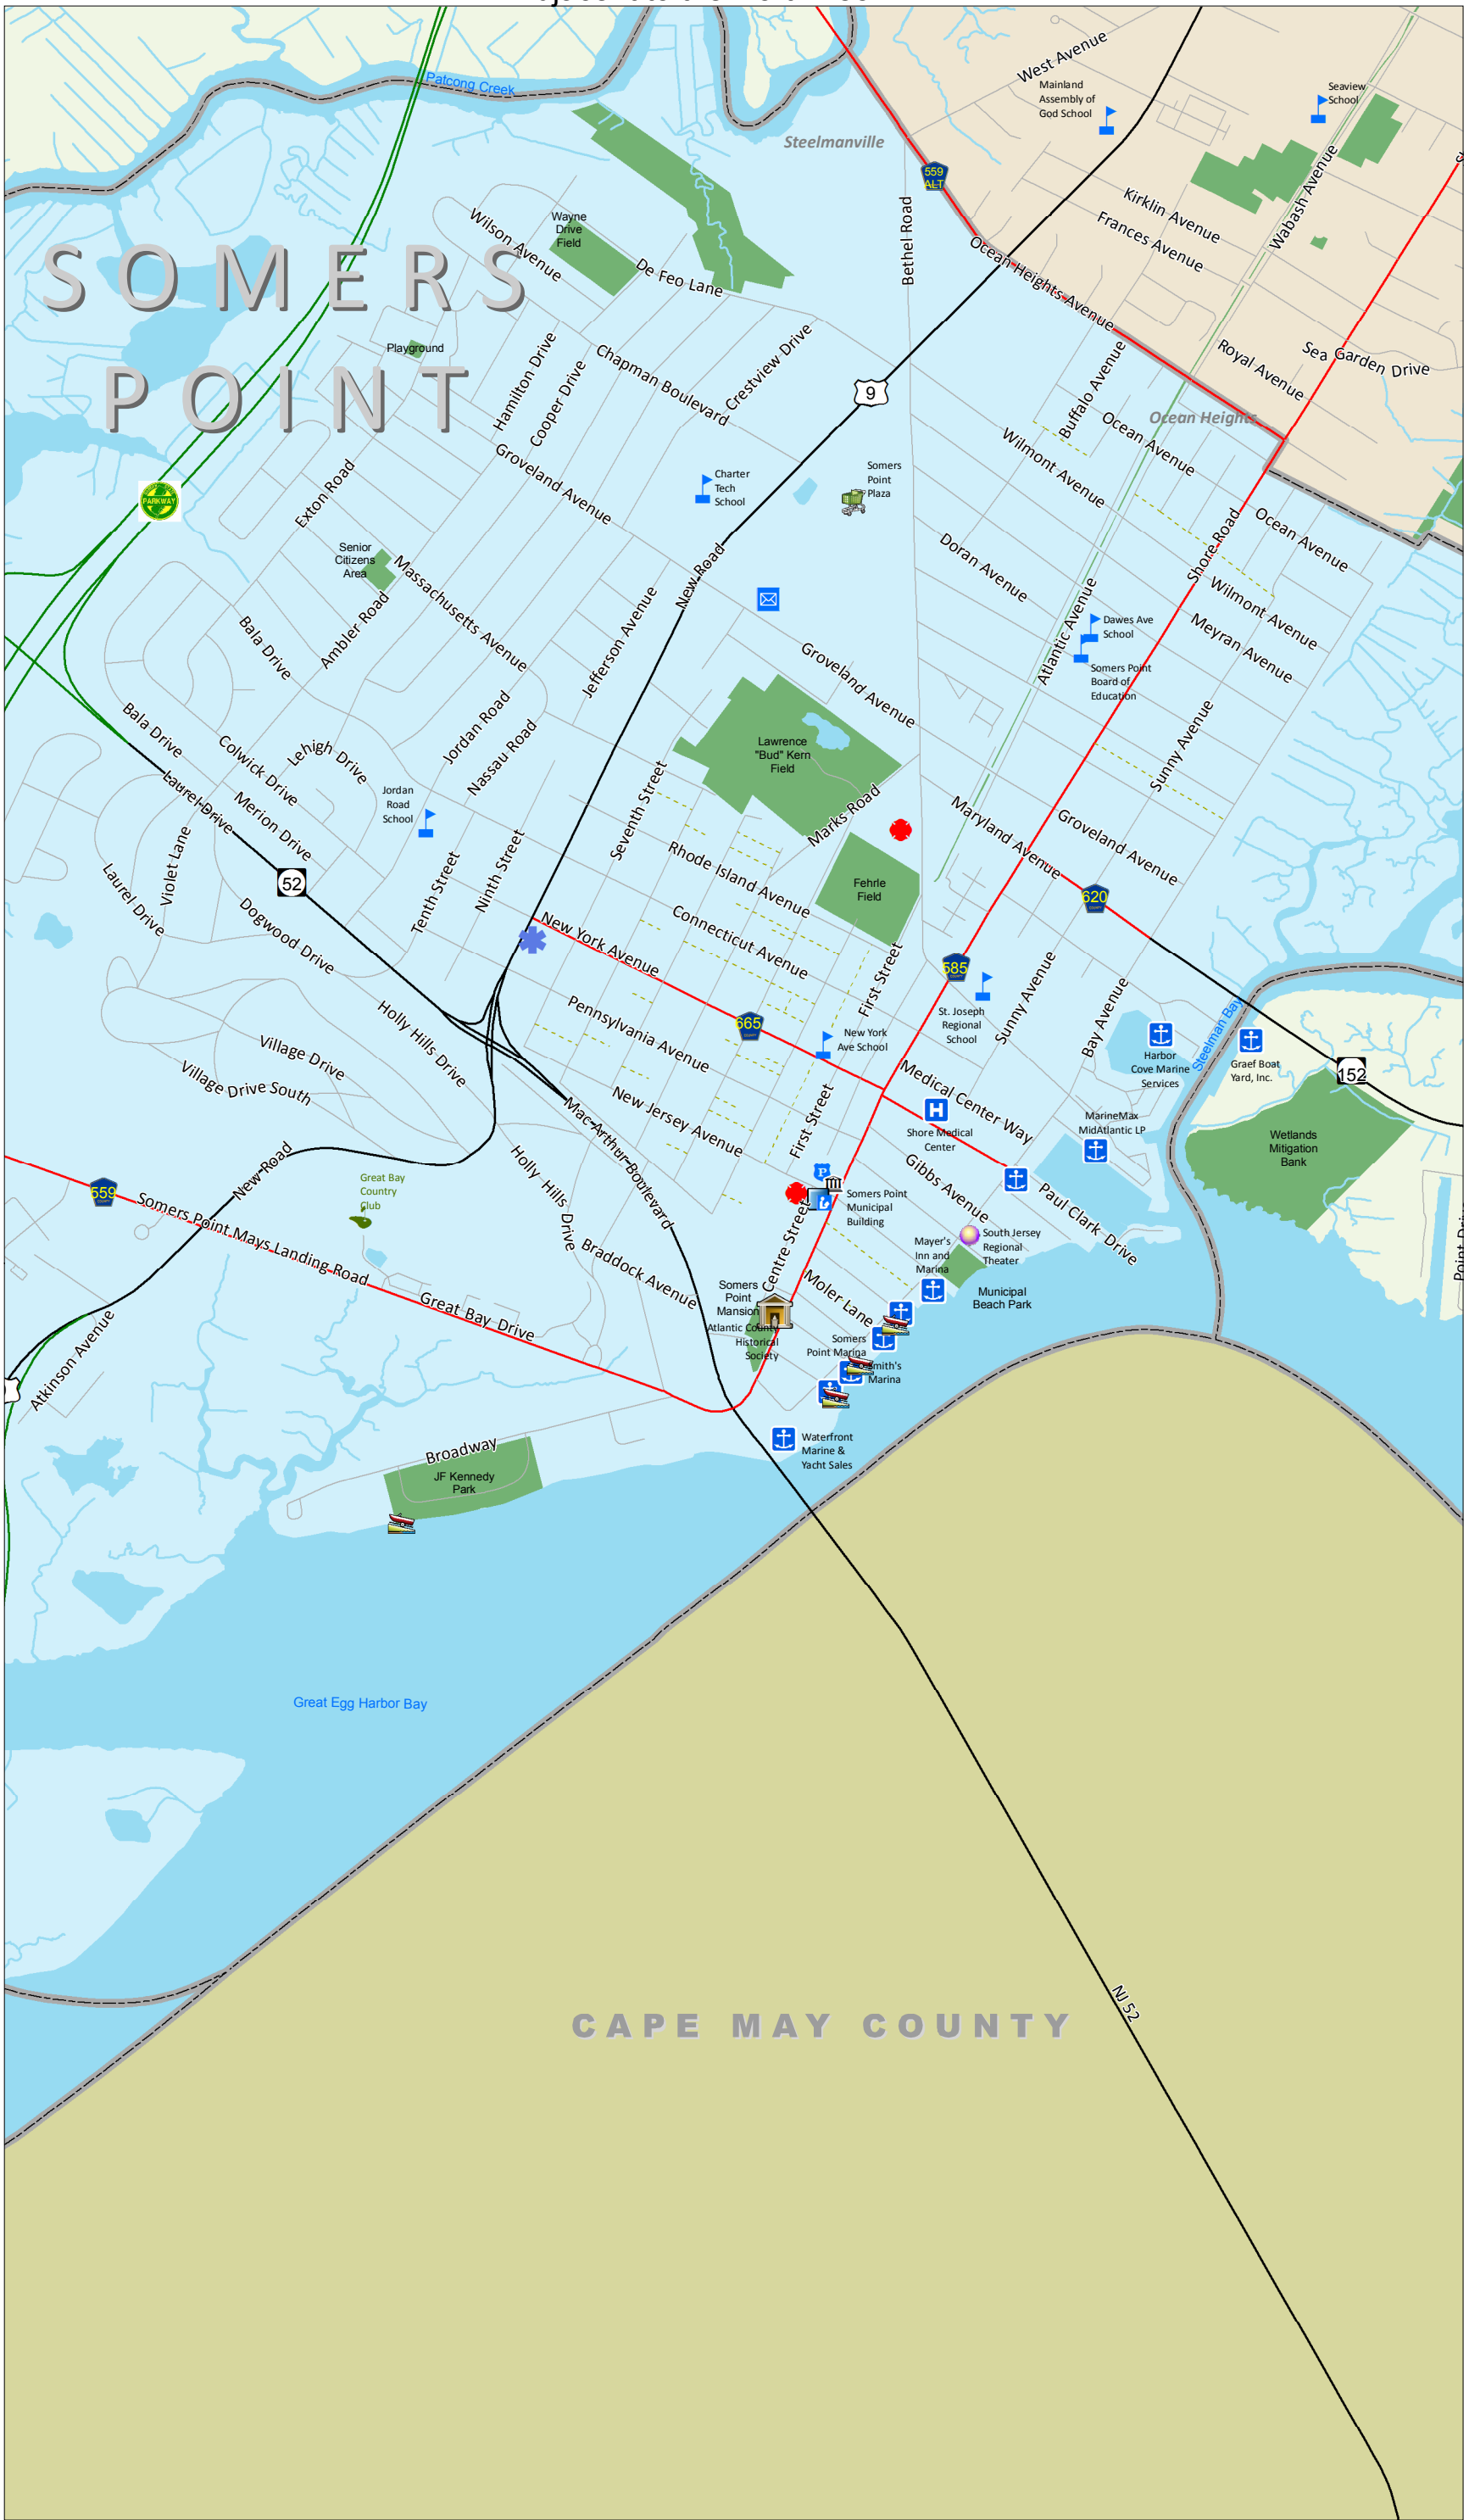 Patcong Creek
West Avenue
Mainland
Assembly of
God School
Seaview
School
Steelmanville
559
ALT
Wabash Avenue
Kirklin Avenue
Frances Avenue
Bethel Road
Ocean Heights Avenue
Wayne
Drive
Field
Wilson Avenue
De Feo Lane
SOMERS
POINT
Playground
Hamilton Drive
Cooper Drive
Chapman Boulevard
Crestview Drive
9
Buffalo Avenue
Royal Avenue
Sea Garden Drive
Ocean Heights
Ocean Avenue
Wilmont Avenue
Groveland Avenue
Exton Road
PARKWAY
Charter
Tech
School
Somers
Point
Plaza
Shore Road
Ocean Avenue
Doran Avenue
Senior
Citizens
Area
Massachusetts Avenue
New Road
Jefferson Avenue
Ambler Road
Bala Drive
Atlantic Avenue
Wilmont Avenue
Meyran Avenue
Dawes Ave
School
Somers Point
Board of
Education
Groveland Avenue
Bala Drive
Colwick Drive
Lehigh Drive
Jordan Road
Nassau Road
Lawrence
"Bud" Kern
Field
Sunny Avenue
Laurel Drive
Merion Drive
Jordan
Road
School
Seventh Street
Marks Road
Maryland Avenue
Groveland Avenue
Violet Lane
Laurel Drive
52
Tenth Street
Ninth Street
Rhode Island Avenue
Fehrle
Field
620
Dogwood Drive
New York Avenue
Connecticut Avenue
First Street
585
St. Joseph
Regional
School
Sunny Avenue
Bay Avenue
Steelman Bay
Holly Hills Drive
Pennsylvania Avenue
665
New York
Ave School
Harbor
Cove Marine
Services
Graef Boat
Yard, Inc.
152
Village Drive
Village Drive South
Mac Arthur Boulevard
New Jersey Avenue
First Street
Medical Center Way
Shore Medical
Center
MarineMax
MidAtlantic LP
Wetlands
Mitigation
Bank
New Road
Holly Hills Drive
Gibbs Avenue
Paul Clark Drive
559
Somers Point Mays Landing Road
Great Bay
Country
Club
Somers Point
Municipal
Building
Centre Street
South Jersey
Regional
Theater
Mayer's
Inn and
Marina
Municipal
Beach Park
Braddock Avenue
Great Bay Drive
Somers
Point
Mansion
Atlantic County
Historical
Society
Moler Lane
Somers
Point Marina
Smith's
Marina
Atkinson Avenue
Waterfront
Marine &
Yacht Sales
Broadway
JF Kennedy
Park
Great Egg Harbor Bay
NJ 52
CAPE MAY COUNTY